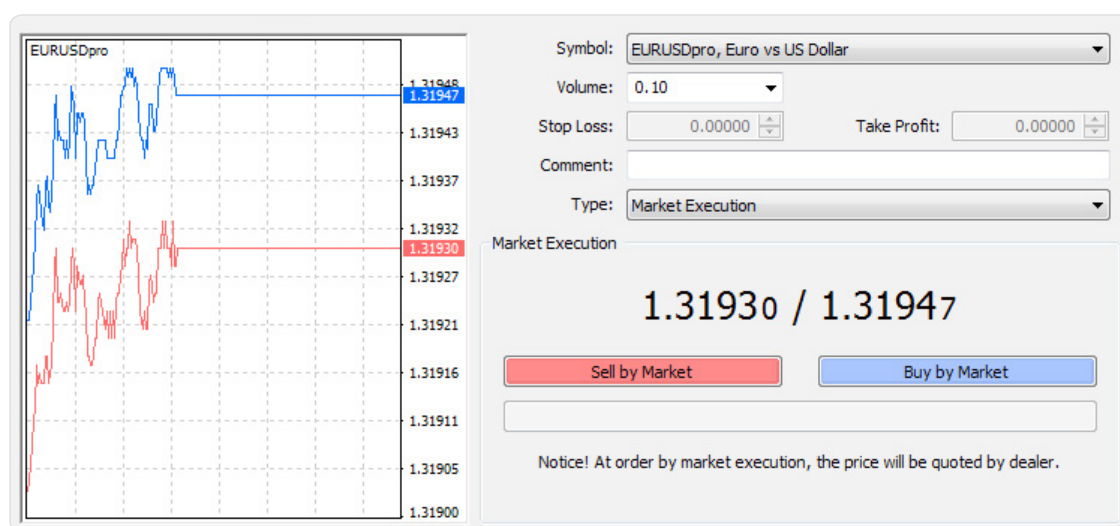 EURUSDpro
1.31948
1.31947
1.31943
1.31937
1.31932
1.31930
1.31927
1.31921
1.31916
1.31911
1.31905
1.31900
Symbol: EURUSDpro, Euro vs US Dollar
Volume: 0.10
Stop Loss: 0.00000 Take Profit: 0.00000
Comment:
Type: Market Execution
Market Execution
1.31930 / 1.31947
Sell by Market Buy by Market
Notice! At order by market execution, the price will be quoted by dealer.